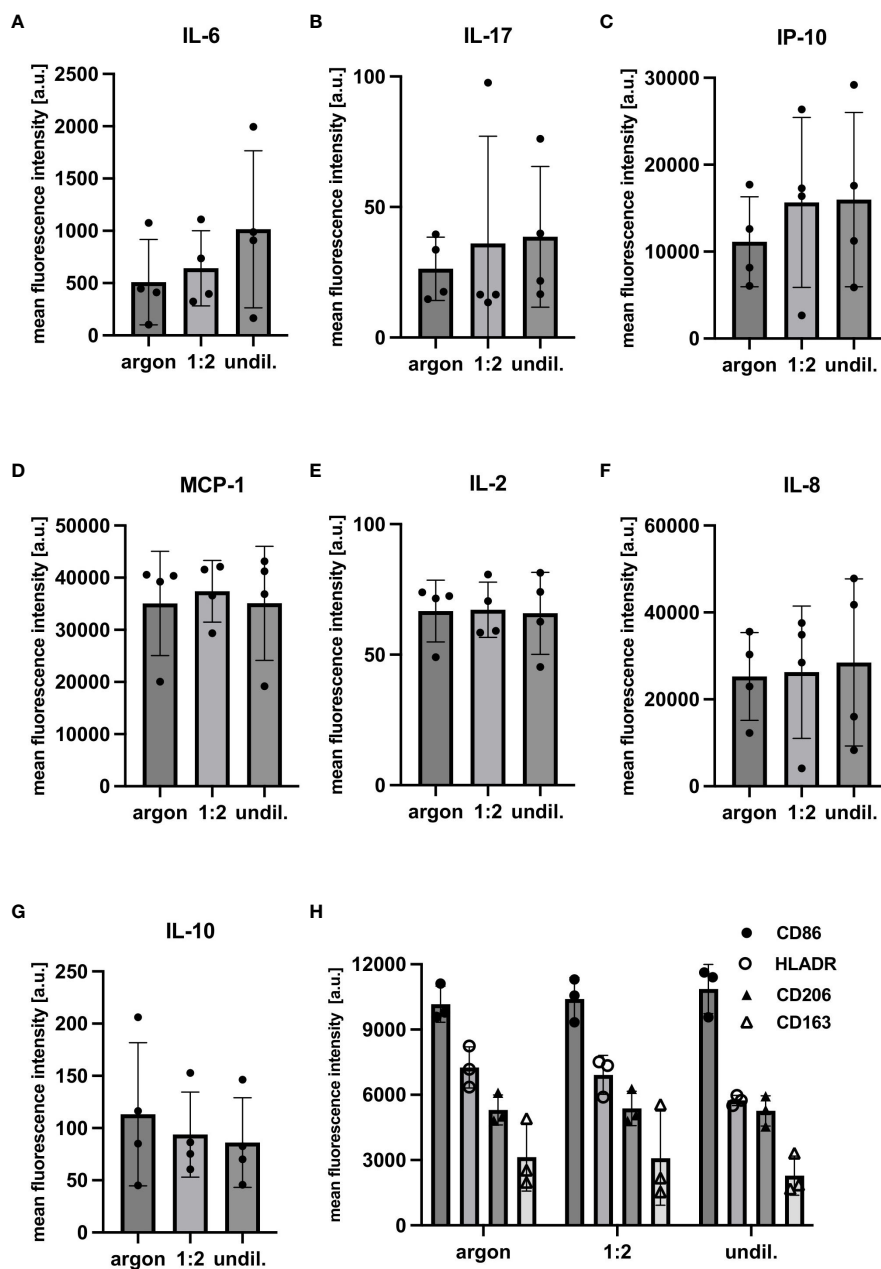 A
IL-6
mean fluorescence intensity [a.u.]
2500
2000
1500
1000
500
0
argon 1:2 undil.
B
IL-17
mean fluorescence intensity [a.u.]
100
50
0
argon 1:2 undil.
C
IP-10
mean fluorescence intensity [a.u.]
30000
20000
10000
0
argon 1:2 undil.
D
MCP-1
mean fluorescence intensity [a.u.]
50000
40000
30000
20000
10000
0
argon 1:2 undil.
E
IL-2
mean fluorescence intensity [a.u.]
100
50
0
argon 1:2 undil.
F
IL-8
mean fluorescence intensity [a.u.]
60000
40000
20000
0
argon 1:2 undil.
G
IL-10
mean fluorescence intensity [a.u.]
250
200
150
100
50
0
argon 1:2 undil.
H
CD86
HLADR
CD206
CD163
mean fluorescence intensity [a.u.]
12000
9000
6000
3000
0
argon 1:2 undil.